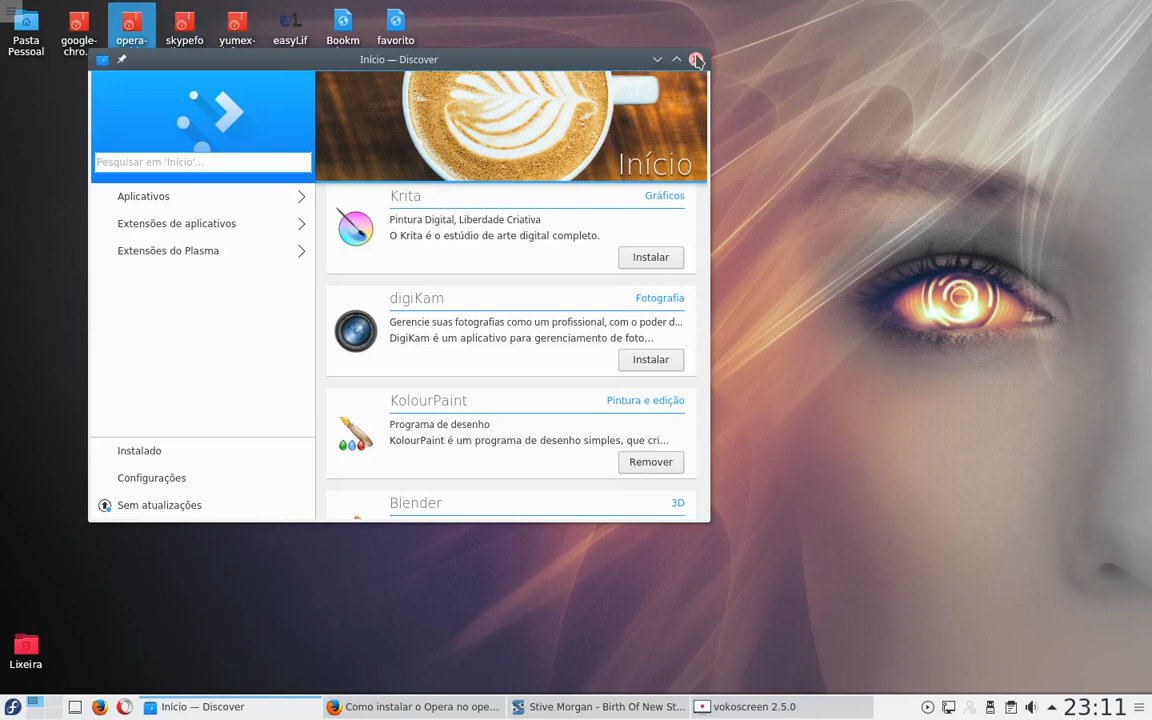 Pasta
Pessoal
google-
chro.
opera-
skypefo
yumex-
easyLif
Bookm
favorito
Início — Discover
Pesquisar em 'Início'...
Início
Aplicativos
Extensões de aplicativos
Extensões do Plasma
Instalado
Configurações
Sem atualizações
Krita
Gráficos
Pintura Digital, Liberdade Criativa
O Krita é o estúdio de arte digital completo.
Instalar
digiKam
Fotografia
Gerencie suas fotografias como um profissional, com o poder d...
DigiKam é um aplicativo para gerenciamento de foto...
Instalar
KolourPaint
Pintura e edição
Programa de desenho
KolourPaint é um programa de desenho simples, que cri...
Remover
Blender
3D
Lixeira
Início — Discover
Como instalar o Opera no ope...
Stive Morgan - Birth Of New St...
vokoscreen 2.5.0
23:11